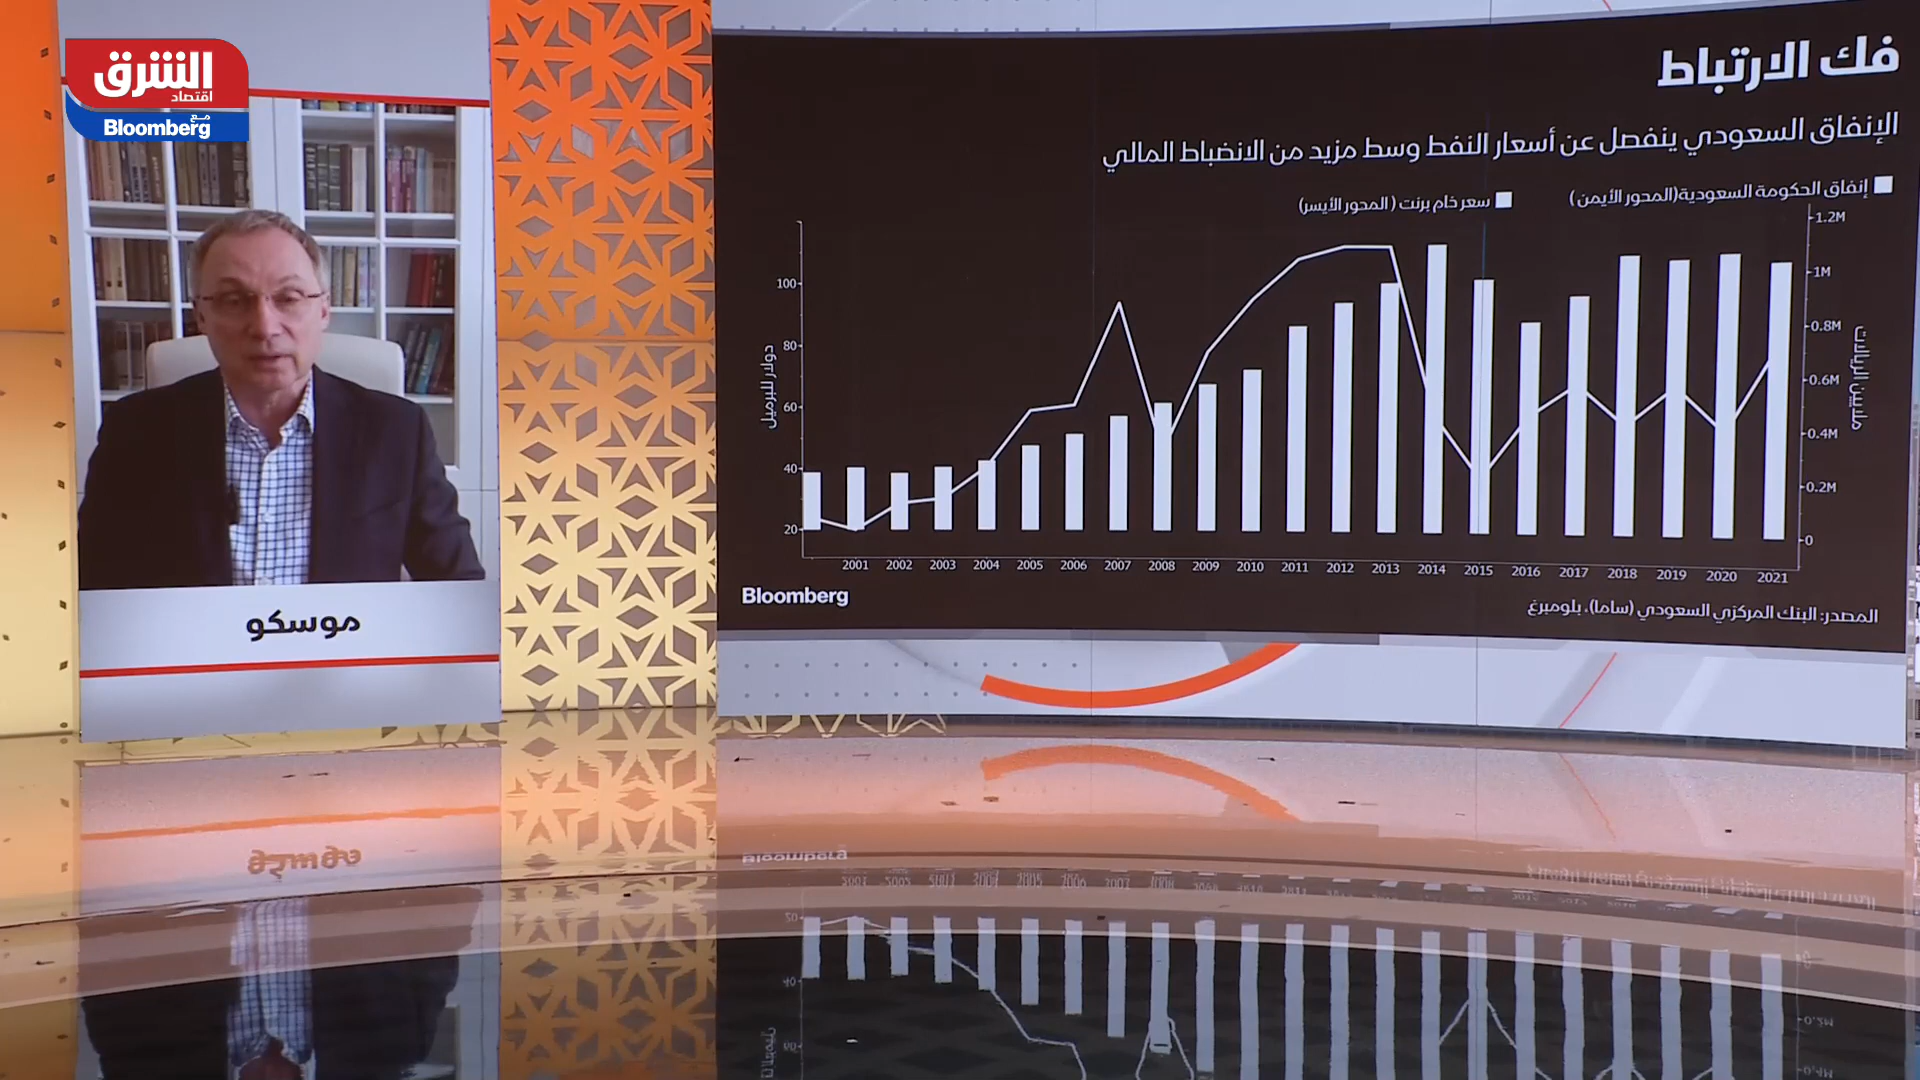 الشرق
اقتصاد
مع
Bloomberg
موسكو
فك الارتباط
الإنفاق السعودي ينفصل عن أسعار النفط وسط مزيد من الانضباط المالي
إنفاق الحكومة السعودية(المحور الأيمن )
سعر خام برنت ( المحور الأيسر)
دولار للبرميل
100
80
60
40
20
1.2M
1M
0.8M
0.6M
0.4M
0.2M
0
ملايين الريالات
2001 2002 2003 2004 2005 2006 2007 2008 2009 2010 2011 2012 2013 2014 2015 2016 2017 2018 2019 2020 2021
Bloomberg
المصدر: البنك المركزي السعودي (ساما)، بلومبرغ